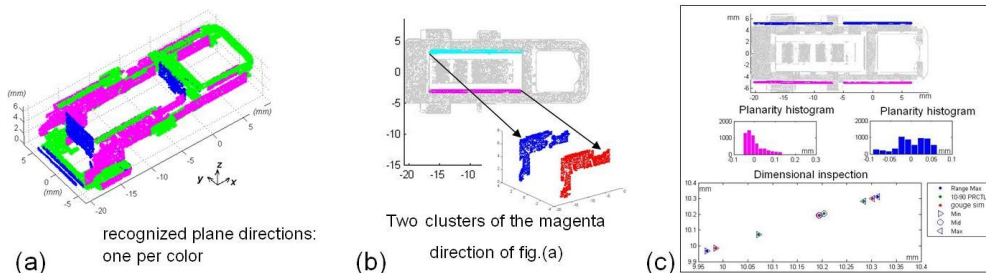 (mm)
6
4
2
0
5
0
(mm)
-5
-20
-15
-10
-5
0
5
(mm)
z
y
x
(a)
recognized plane directions:
one per color
5
0
-5
-10
-15
-20
-15
-10
-5
0
5
(b)
Two clusters of the magenta
direction of fig.(a)
mm
6
4
2
0
-2
-4
-6
-20
-15
-10
-5
0
5
mm
Planarity histogram
Planarity histogram
2000
1000
0
-0.1
0
0.1
0.2
0.3
mm
2000
1000
0
-0.1
-0.05
0
0.05
0.1
mm
Dimensional inspection
10.4
mm
10.3
10.2
10.1
10
9.9
9.95
10
10.05
10.1
10.15
10.2
10.25
10.3
10.35
10.4
mm
Range Max
10-90 PRCTL
gouge sim
Min
Mid
Max
(c)